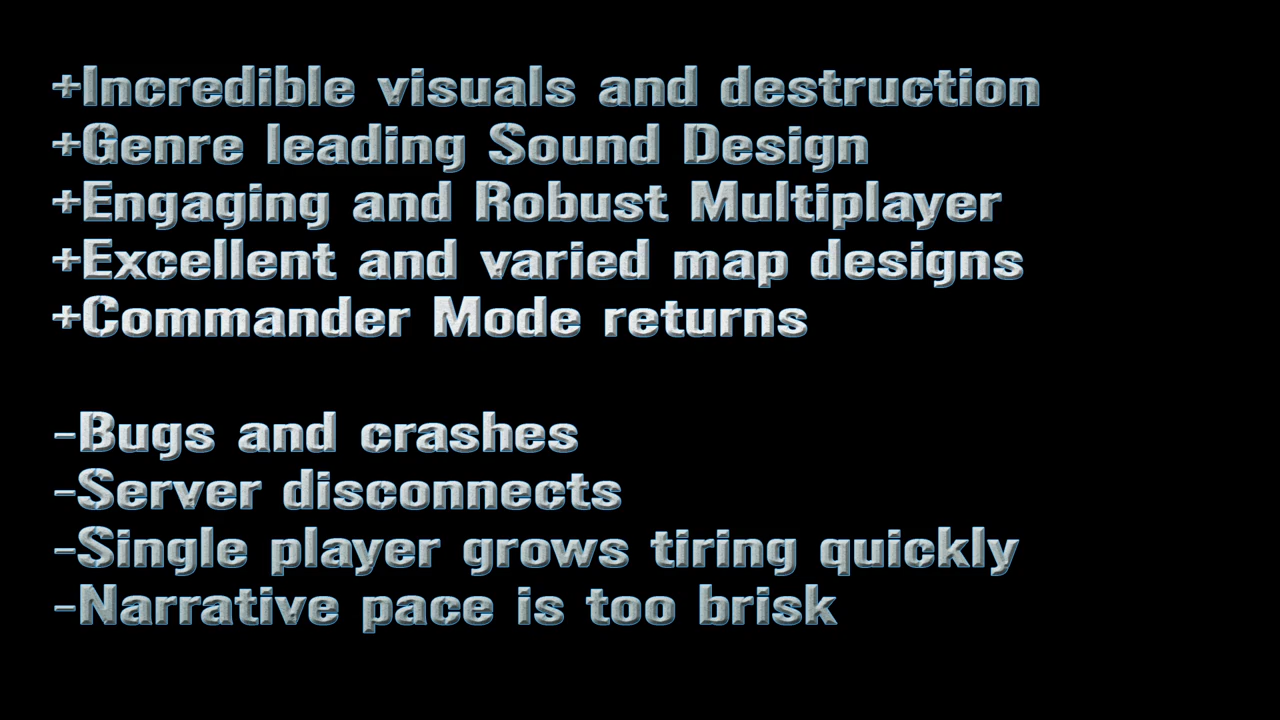 +Incredible visuals and destruction
+Genre leading Sound Design
+Engaging and Robust Multiplayer
+Excellent and varied map designs
+Commander Mode returns
-Bugs and crashes
-Server disconnects
-Single player grows tiring quickly
-Narrative pace is too brisk